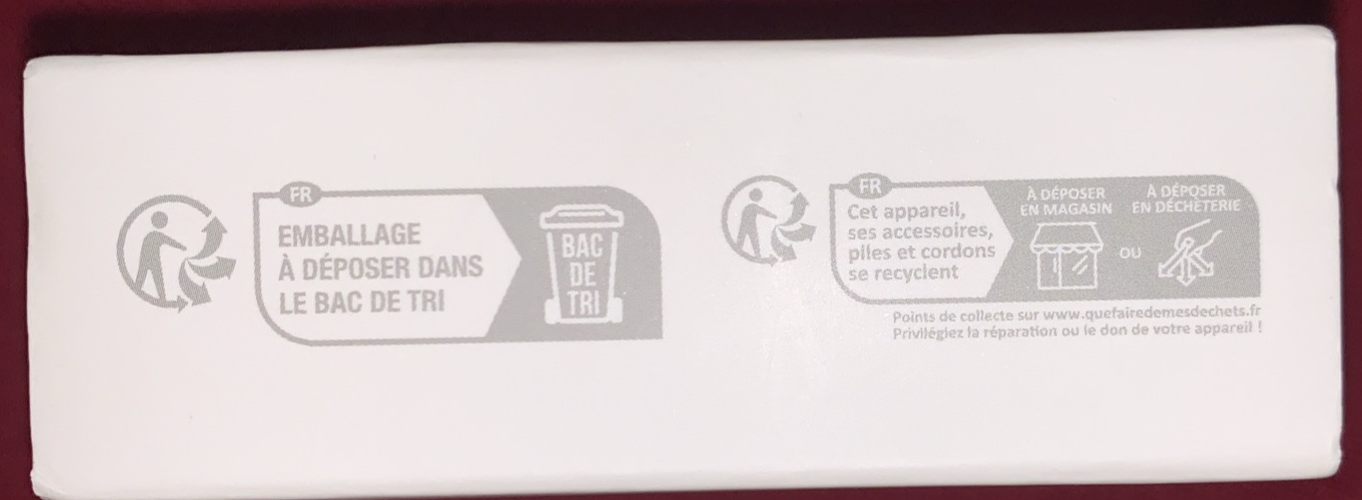 FR
EMBALLAGE
À DÉPOSER DANS
LE BAC DE TRI
BAC
DE
TRI
FR
Cet appareil,
ses accessoires,
piles et cordons
se recyclent
À DÉPOSER
EN MAGASIN
OU
À DÉPOSER
EN DÉCHÈTERIE
Points de collecte sur www.quefairedemesdechets.fr
Privilégiez la réparation ou le don de votre appareil !